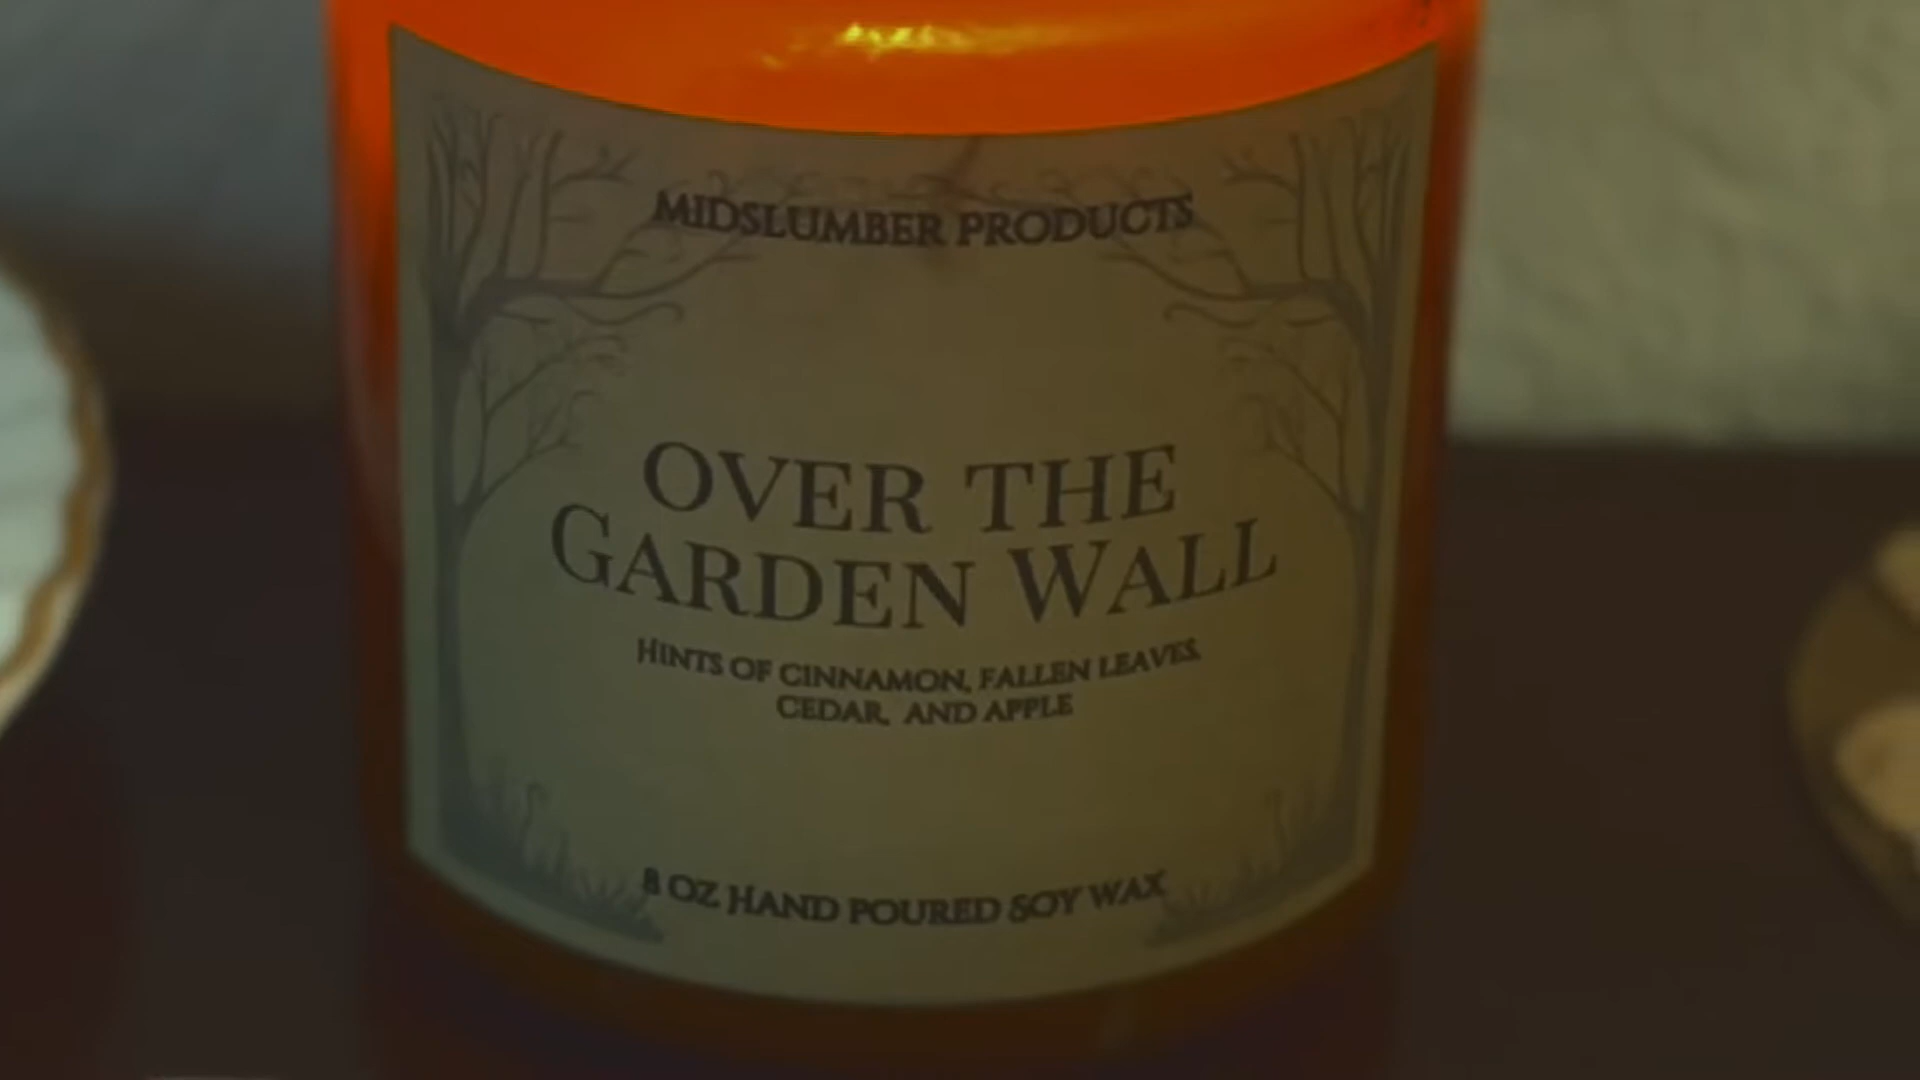 MIDSLUMBER PRODUCTS
OVER THE
GARDEN WALL
HINTS OF CINNAMON, FALLEN LEAVES,
CEDAR, AND APPLE
8 OZ HAND POURED SOY WAX